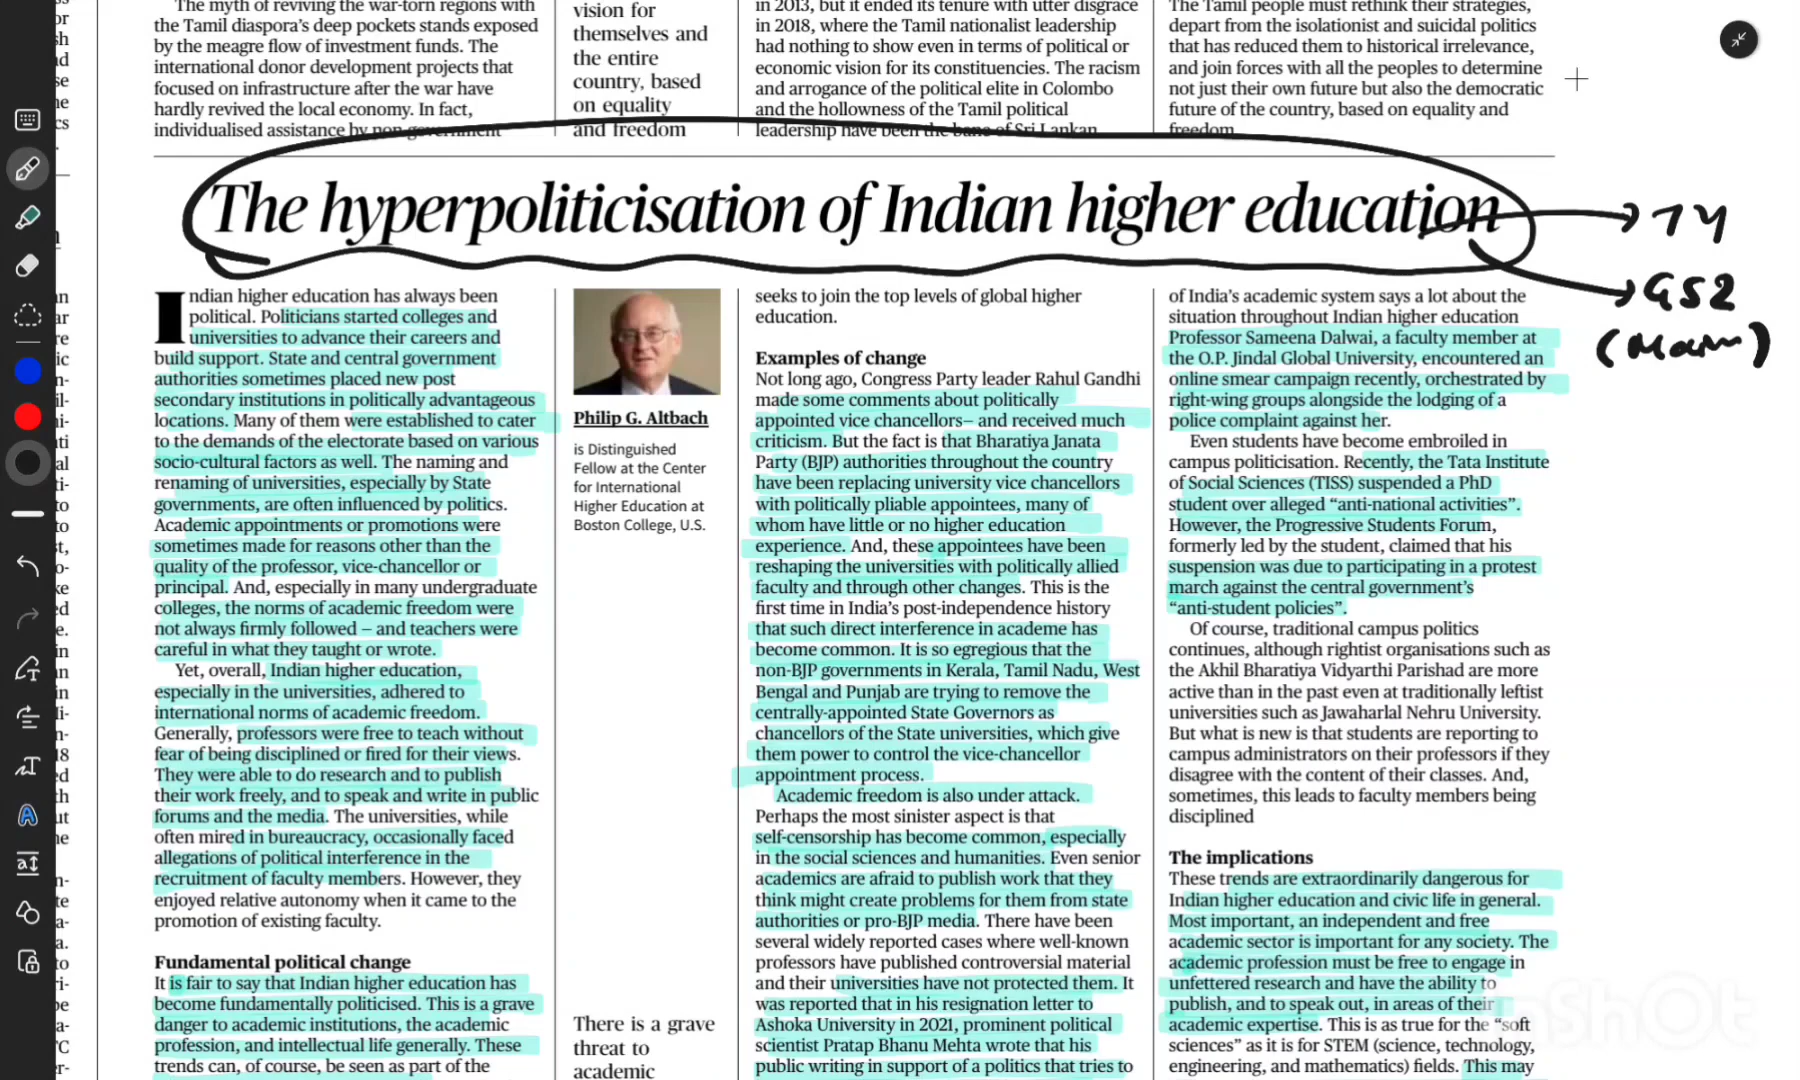 The myth of reviving the war-torn regions with
the Tamil diaspora's deep pockets stands exposed
by the meagre flow of investment funds. The
international donor development projects that
focused on infrastructure after the war have
hardly revived the local economy. In fact,
individualised assistance by non-government
vision for
themselves and
the entire
country, based
on equality
and freedom
in 2013, but it ended its tenure with utter disgrace
in 2018, where the Tamil nationalist leadership
had nothing to show even in terms of political or
economic vision for its constituencies. The racism
and arrogance of the political elite in Colombo
and the hollowness of the Tamil political
leadership have been the bane of Sri Lankan
The Tamil people must rethink their strategies,
depart from the isolationist and suicidal politics
that has reduced them to historical irrelevance,
and join forces with all the peoples to determine
not just their own future but also the democratic
future of the country, based on equality and
freedom
The hyperpoliticisation of Indian higher education
GS2
Indian higher education has always been
political. Politicians started colleges and
universities to advance their careers and
build support. State and central government
authorities sometimes placed new post
secondary institutions in politically advantageous
locations. Many of them were established to cater
to the demands of the electorate based on various
socio-cultural factors as well. The naming and
renaming of universities, especially by State
governments, are often influenced by politics.
Academic appointments or promotions were
sometimes made for reasons other than the
quality of the professor, vice-chancellor or
principal. And, especially in many undergraduate
colleges, the norms of academic freedom were
not always firmly followed – and teachers were
careful in what they taught or wrote.
Yet, overall, Indian higher education,
especially in the universities, adhered to
international norms of academic freedom.
Generally, professors were free to teach without
fear of being disciplined or fired for their views.
They were able to do research and to publish
their work freely, and to speak and write in public
forums and the media. The universities, while
often mired in bureaucracy, occasionally faced
allegations of political interference in the
recruitment of faculty members. However, they
enjoyed relative autonomy when it came to the
promotion of existing faculty.
Fundamental political change
It is fair to say that Indian higher education has
become fundamentally politicised. This is a grave
danger to academic institutions, the academic
profession, and intellectual life generally. These
trends can, of course, be seen as part of the
Philip G. Altbach
is Distinguished
Fellow at the Center
for International
Higher Education at
Boston College, U.S.
There is a grave
threat to
academic
seeks to join the top levels of global higher
education.
Examples of change
Not long ago, Congress Party leader Rahul Gandhi
made some comments about politically
appointed vice chancellors– and received much
criticism. But the fact is that Bharatiya Janata
Party (BJP) authorities throughout the country
have been replacing university vice chancellors
with politically pliable appointees, many of
whom have little or no higher education
experience. And, these appointees have been
reshaping the universities with politically allied
faculty and through other changes. This is the
first time in India's post-independence history
that such direct interference in academe has
become common. It is so egregious that the
non-BJP governments in Kerala, Tamil Nadu, West
Bengal and Punjab are trying to remove the
centrally-appointed State Governors as
chancellors of the State universities, which give
them power to control the vice-chancellor
appointment process.
Academic freedom is also under attack.
Perhaps the most sinister aspect is that
self-censorship has become common, especially
in the social sciences and humanities. Even senior
academics are afraid to publish work that they
think might create problems for them from state
authorities or pro-BJP media. There have been
several widely reported cases where well-known
professors have published controversial material
and their universities have not protected them. It
was reported that in his resignation letter to
Ashoka University in 2021, prominent political
scientist Pratap Bhanu Mehta wrote that his
public writing in support of a politics that tries to
of India's academic system says a lot about the
situation throughout Indian higher education
Professor Sameena Dalwai, a faculty member at
the O.P. Jindal Global University, encountered an
online smear campaign recently, orchestrated by
right-wing groups alongside the lodging of a
police complaint against her.
Even students have become embroiled in
campus politicisation. Recently, the Tata Institute
of Social Sciences (TISS) suspended a PhD
student over alleged “anti-national activities”.
However, the Progressive Students Forum,
formerly led by the student, claimed that his
suspension was due to participating in a protest
march against the central government's
“anti-student policies”.
Of course, traditional campus politics
continues, although rightist organisations such as
the Akhil Bharatiya Vidyarthi Parishad are more
active than in the past even at traditionally leftist
universities such as Jawaharlal Nehru University.
But what is new is that students are reporting to
campus administrators on their professors if they
disagree with the content of their classes. And,
sometimes, this leads to faculty members being
disciplined
The implications
These trends are extraordinarily dangerous for
Indian higher education and civic life in general.
Most important, an independent and free
academic sector is important for any society. The
academic profession must be free to engage in
unfettered research and have the ability to
publish, and to speak out, in areas of their
academic expertise. This is as true for the “soft
sciences” as it is for STEM (science, technology,
engineering, and mathematics) fields. This may